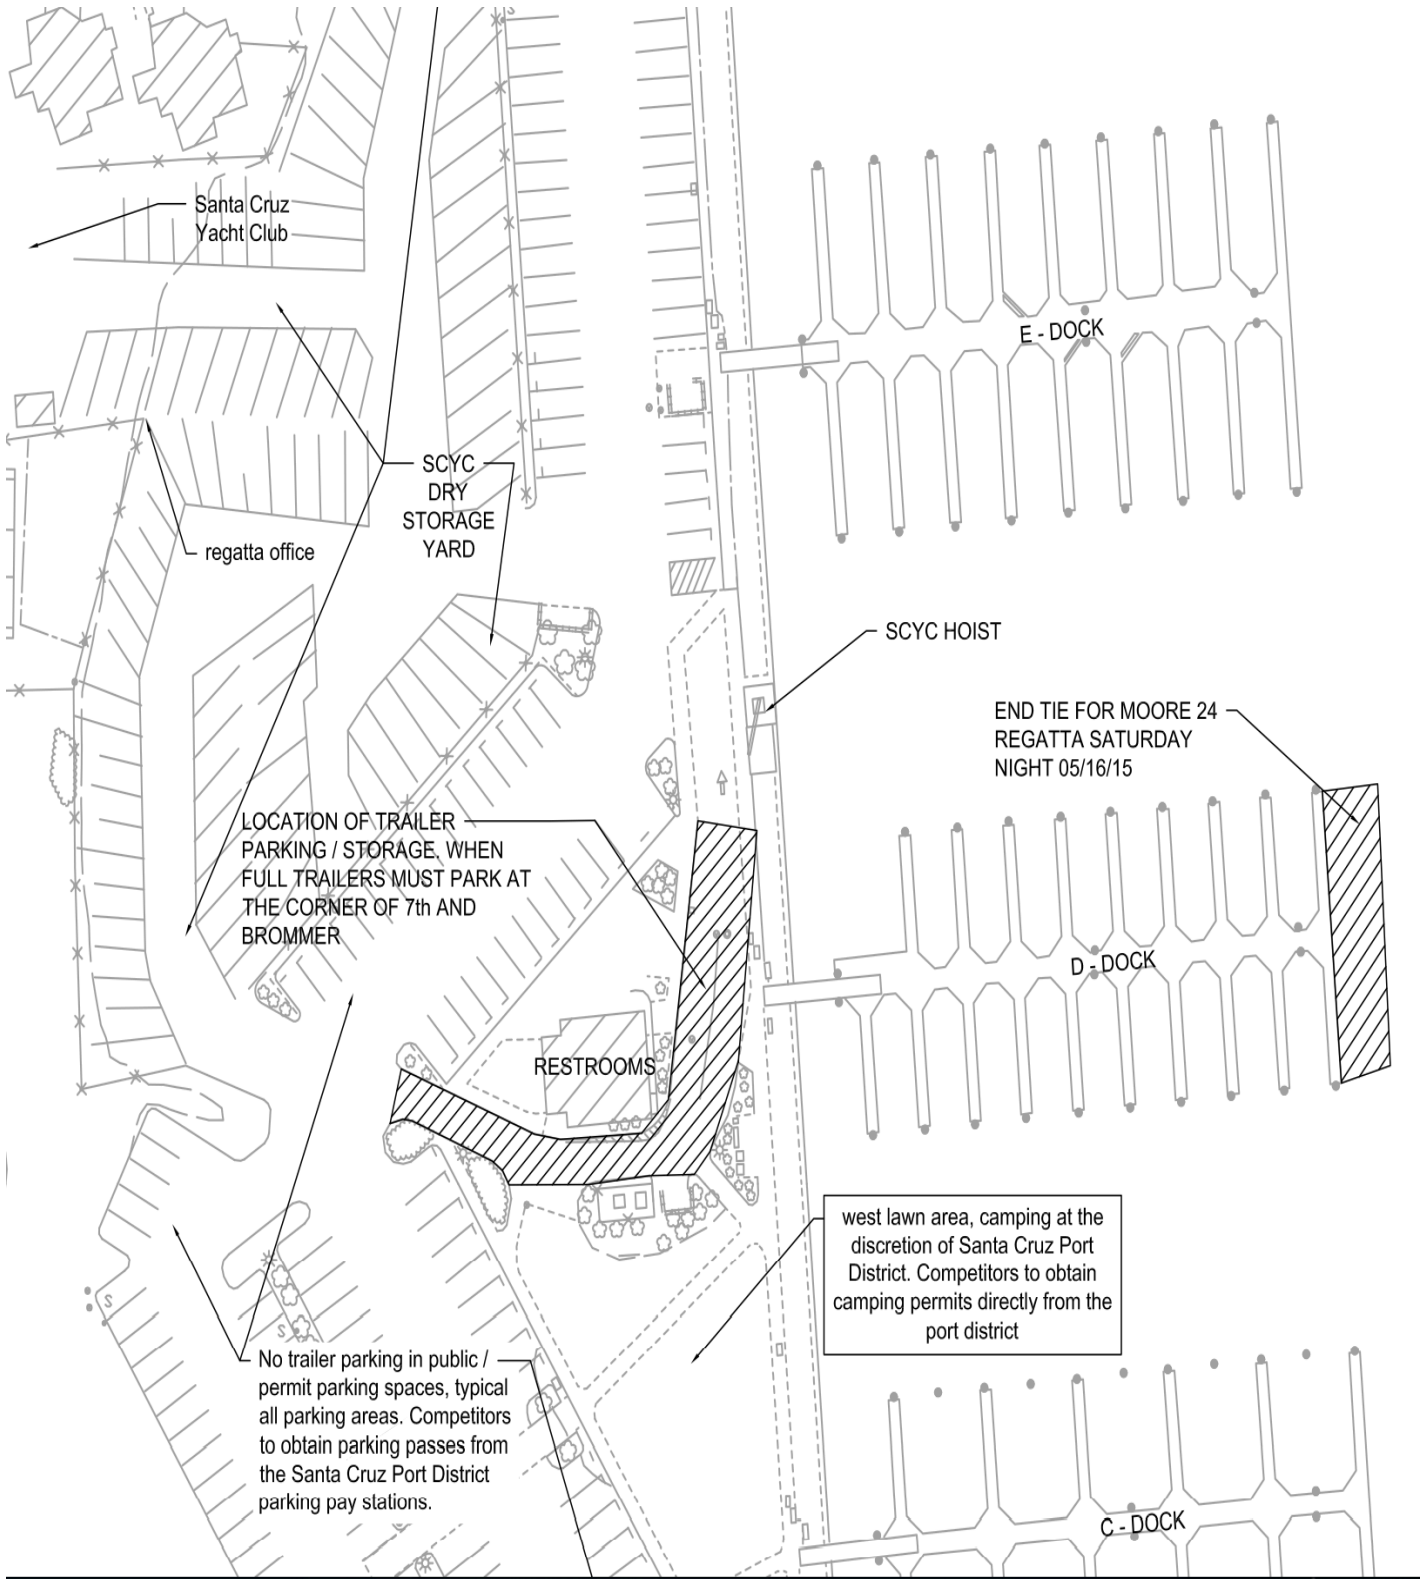 Santa Cruz
Yacht Club
E - DOCK
SCYC
DRY
STORAGE
YARD
regatta office
SCYC HOIST
END TIE FOR MOORE 24
REGATTA SATURDAY
NIGHT 05/16/15
LOCATION OF TRAILER
PARKING / STORAGE. WHEN
FULL TRAILERS MUST PARK AT
THE CORNER OF 7th AND
BROMMER
D - DOCK
RESTROOMS
west lawn area, camping at the
discretion of Santa Cruz Port
District. Competitors to obtain
camping permits directly from the
port district
S
S
No trailer parking in public /
permit parking spaces, typical
all parking areas. Competitors
to obtain parking passes from
the Santa Cruz Port District
parking pay stations.
C - DOCK